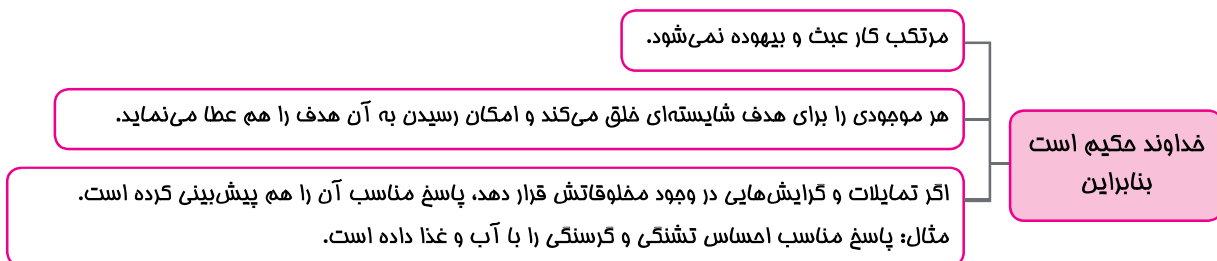 خداوند حکیم است
بنابراین
مرتکب کار عبث و بیهوده نمی‌شود.
هر موجودی را برای هدف شایسته‌ای خلق می‌کند و امکان رسیدن به آن هدف را هم عطا می‌نماید.
اگر تمایلات و گرایش‌هایی در وجود مخلوقاتش قرار دهد، پاسخ مناسب آن را هم پیش‌بینی کرده است.
مثال: پاسخ مناسب احساس تشنگی و گرسنگی را با آب و غذا داده است.